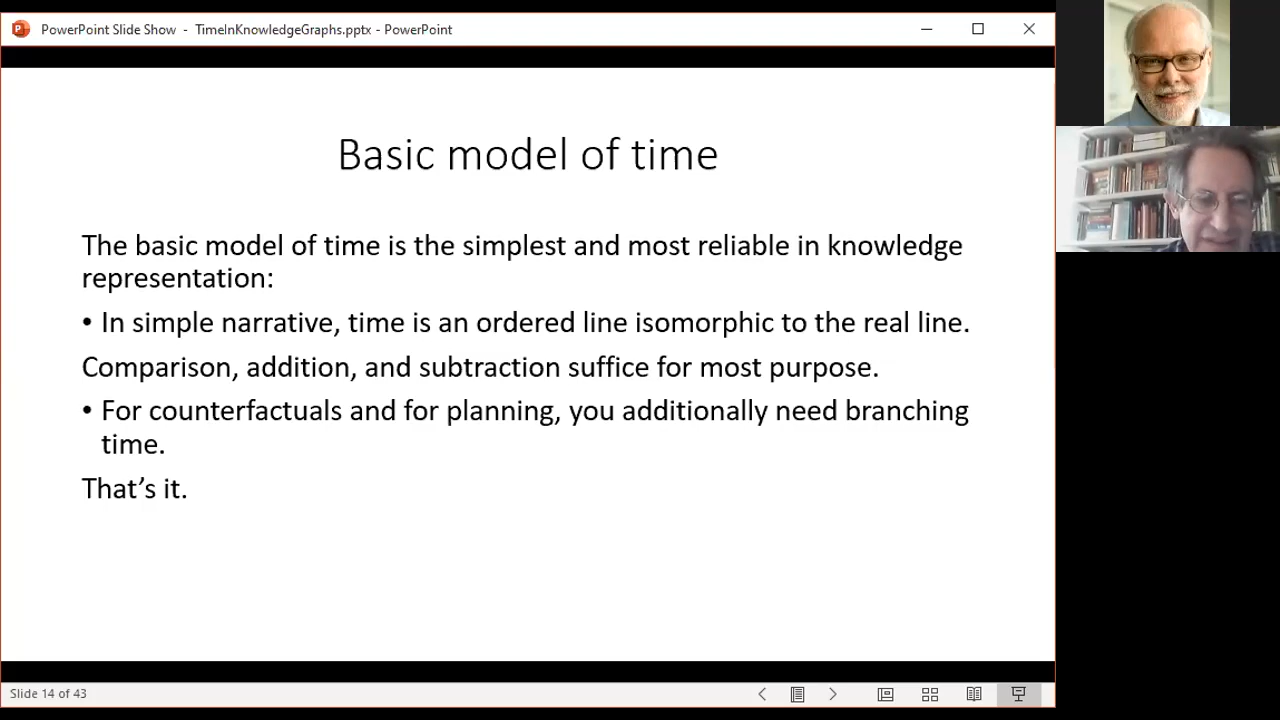 PowerPoint Slide Show - TimeInKnowledgeGraphs.pptx - PowerPoint
Basic model of time
The basic model of time is the simplest and most reliable in knowledge
representation:
• In simple narrative, time is an ordered line isomorphic to the real line.
Comparison, addition, and subtraction suffice for most purpose.
• For counterfactuals and for planning, you additionally need branching
time.
That’s it.
Slide 14 of 43